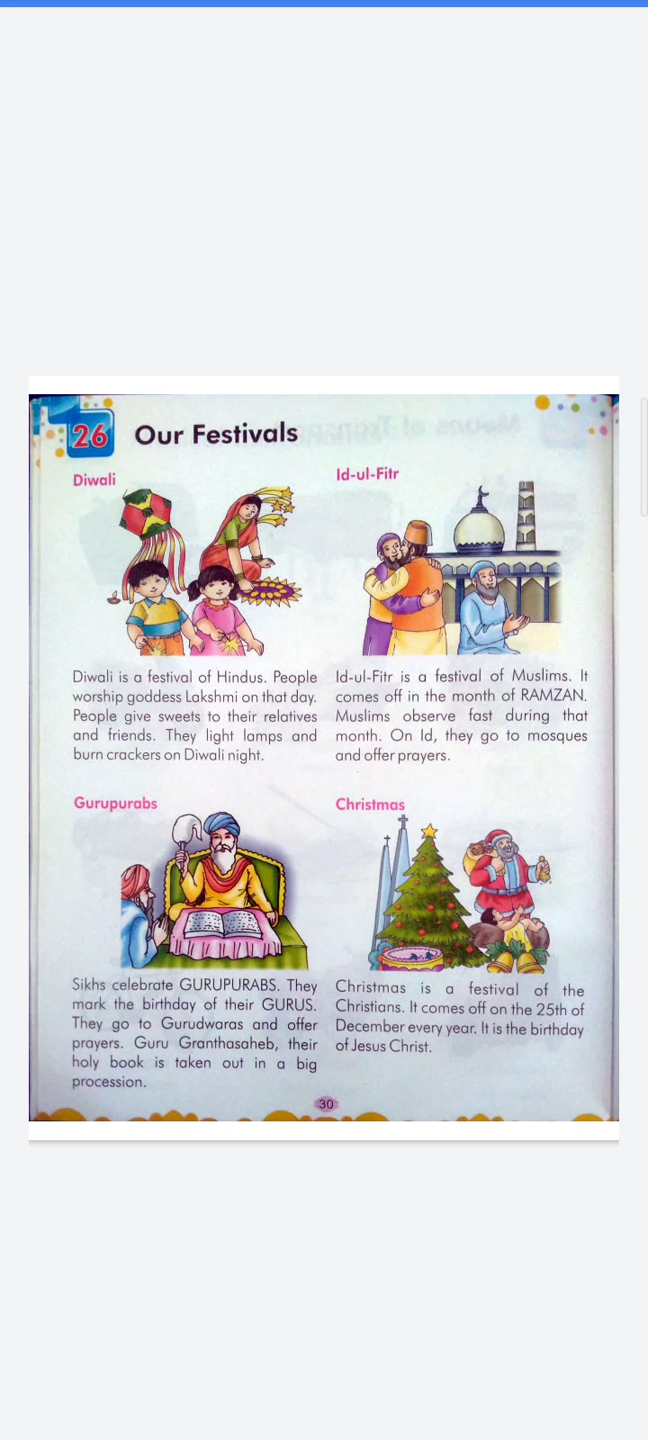 26
Our Festivals
Diwali
Diwali is a festival of Hindus. People
worship goddess Lakshmi on that day.
People give sweets to their relatives
and friends. They light lamps and
burn crackers on Diwali night.
Id-ul-Fitr
Id-ul-Fitr is a festival of Muslims. It
comes off in the month of RAMZAN.
Muslims observe fast during that
month. On Id, they go to mosques
and offer prayers.
Gurupurabs
Sikhs celebrate GURUPURABS. They
mark the birthday of their GURUS.
They go to Gurudwaras and offer
prayers. Guru Granthasaheb, their
holy book is taken out in a big
procession.
Christmas
Christmas is a festival of the
Christians. It comes off on the 25th of
December every year. It is the birthday
of Jesus Christ.
30